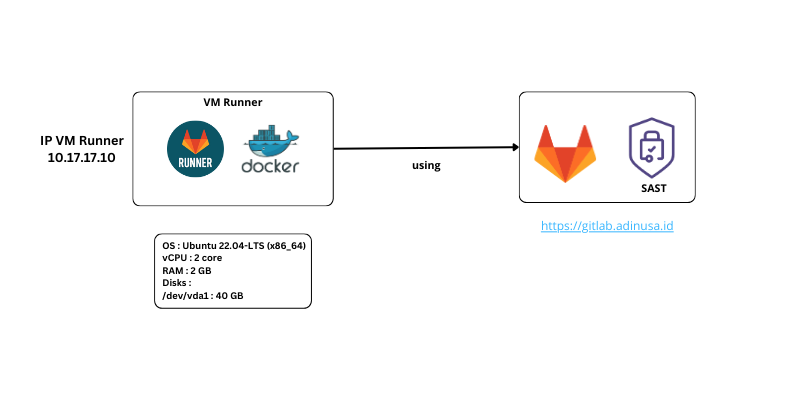 VM Runner
IP VM Runner
10.17.17.10
RUNNER
docker
using
SAST
https://gitlab.adinusa.id
OS : Ubuntu 22.04-LTS (x86_64)
vCPU : 2 core
RAM : 2 GB
Disks :
/dev/vda1 : 40 GB